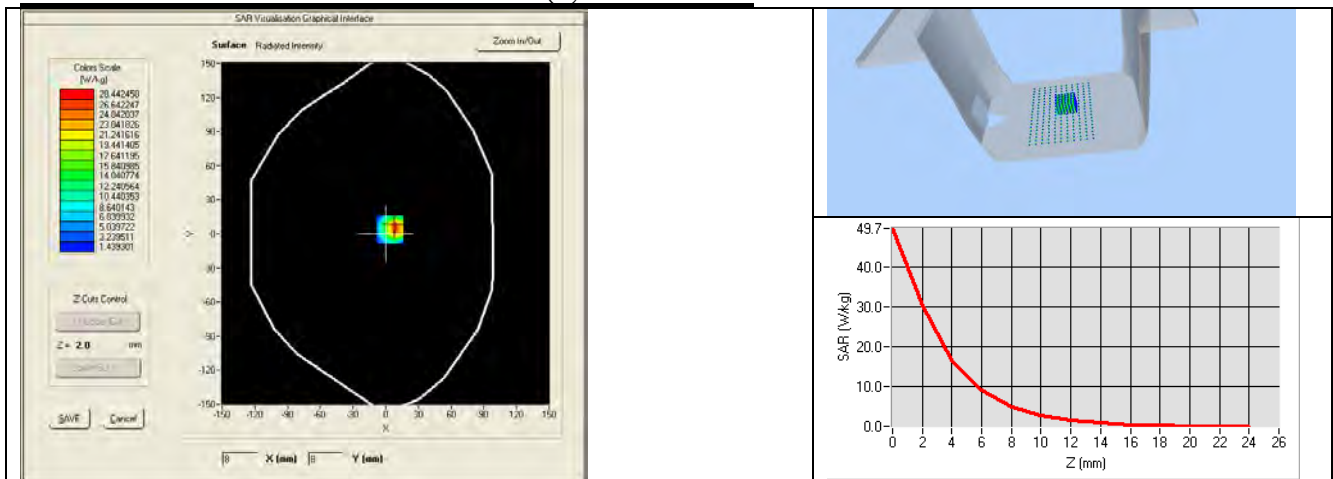 SAR Visualisation Graphical Interface
Surface Radiated Intensity
Zoom In/Out
Colors Scale
(W/kg)
28.442450
26.642247
24.842037
23.041826
21.241616
19.441405
17.641195
15.840985
14.040774
12.240564
10.440353
8.640143
6.839932
5.039722
3.239511
1.439301
150-
120-
90-
60-
30-
0-
-30-
-60-
-90-
-120-
-150-
Y
-150 -120 -90 -60 -30 0 30 60 90 120 150
X
Z Cuts Control
Z = 2.0 mm
SAVE Cancel
8 X (mm) 8 Y (mm)
49.7-
40.0-
30.0-
20.0-
10.0-
0.0-
SAR (W/kg)
0 2 4 6 8 10 12 14 16 18 20 22 24 26
Z (mm)